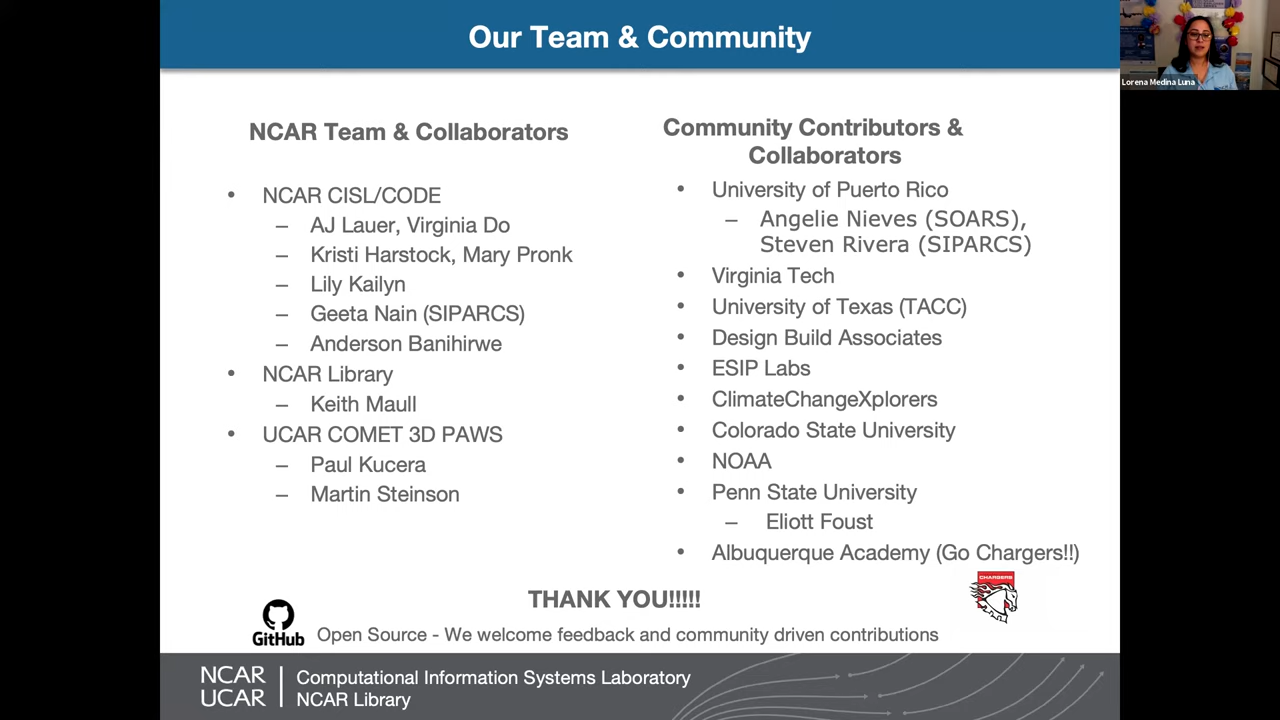 Our Team & Community
Lorena Medina Luna
NCAR Team & Collaborators
• NCAR CISL/CODE
– AJ Lauer, Virginia Do
– Kristi Harstock, Mary Pronk
– Lily Kailyn
– Geeta Nain (SIPARCS)
– Anderson Banihirwe
• NCAR Library
– Keith Maull
• UCAR COMET 3D PAWS
– Paul Kucera
– Martin Steinson
Community Contributors &
Collaborators
• University of Puerto Rico
– Angelie Nieves (SOARS),
Steven Rivera (SIPARCS)
• Virginia Tech
• University of Texas (TACC)
• Design Build Associates
• ESIP Labs
• ClimateChangeXplorers
• Colorado State University
• NOAA
• Penn State University
– Eliott Foust
• Albuquerque Academy (Go Chargers!!)
CHARGERS
THANK YOU!!!!!
GitHub
Open Source - We welcome feedback and community driven contributions
NCAR
UCAR
Computational Information Systems Laboratory
NCAR Library